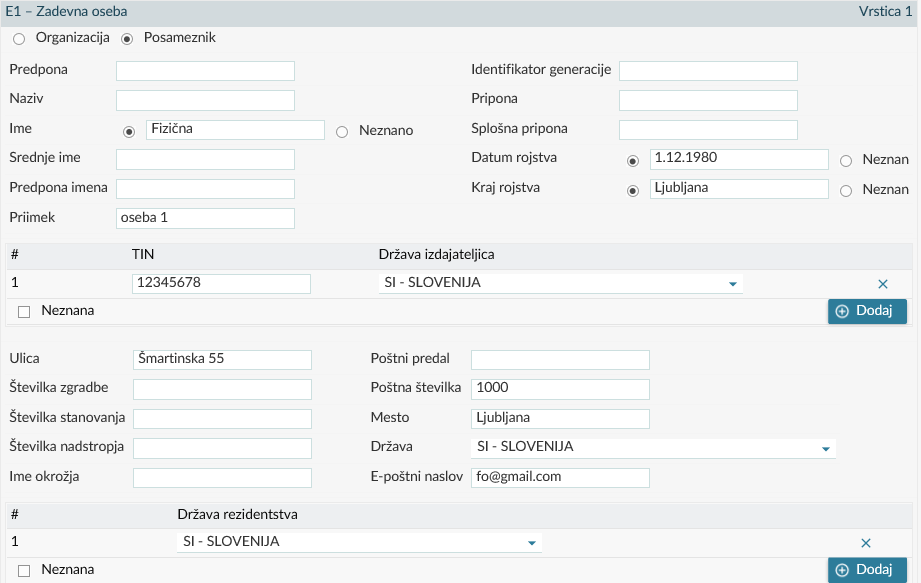 E1 – Zadevna oseba Vrstica 1
Organizacija Posameznik
Predpona Identifikator generacije
Naziv Pripona
Ime Fizična Neznano Splošna pripona
Srednje ime Datum rojstva 1.12.1980 Neznan
Predpona imena Kraj rojstva Ljubljana Neznan
Priimek oseba 1
# TIN Država izdajateljica
1 12345678 SI - SLOVENIJA
Neznana Dodaj
Ulica Šmartinska 55 Poštni predal
Številka zgradbe Poštna številka 1000
Številka stanovanja Mesto Ljubljana
Številka nadstropja Država SI - SLOVENIJA
Ime okrožja E-poštni naslov fo@gmail.com
# Država rezidentstva
1 SI - SLOVENIJA
Neznana Dodaj